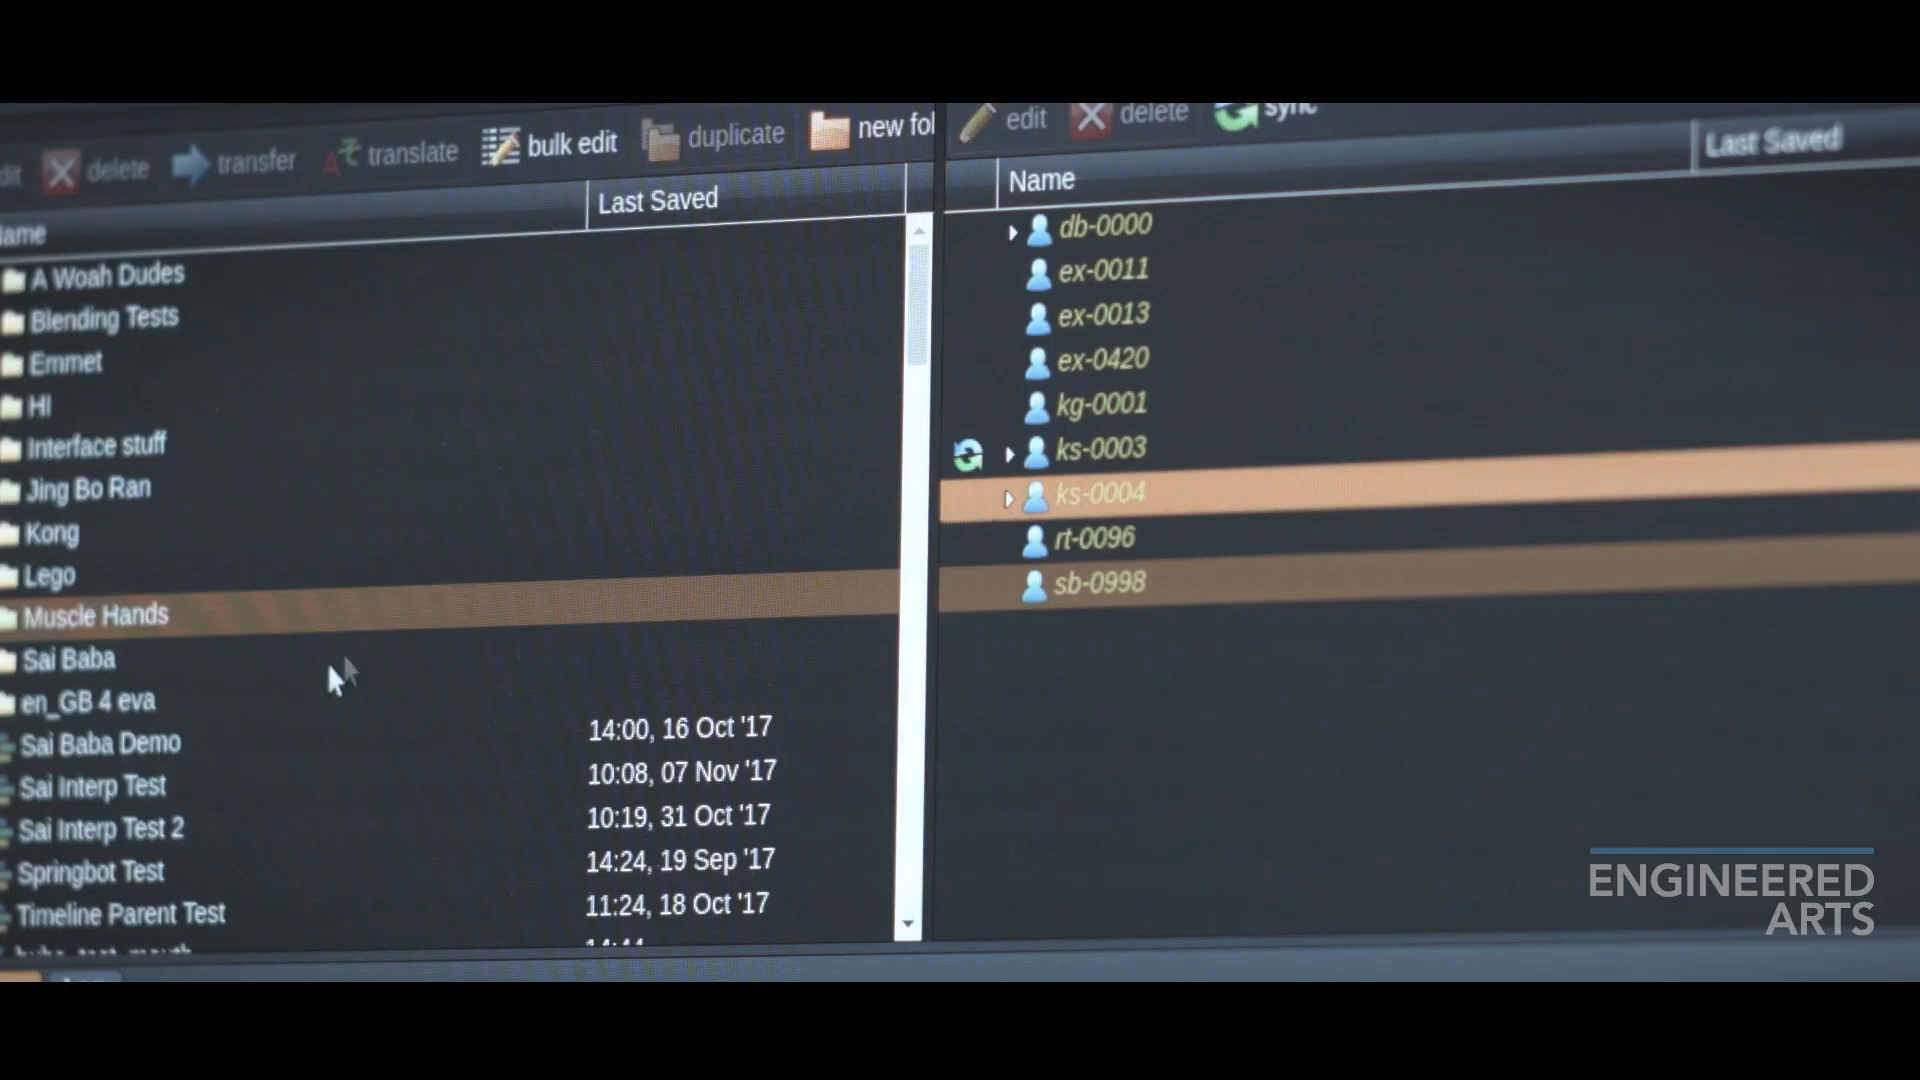 delete transfer translate bulk edit duplicate new fol
Last Saved
A Woah Dudes
Blending Tests
Emmet
HI
Interface stuff
Jing Bo Ran
Kong
Lego
Muscle Hands
Sai Baba
en_GB 4 eva
Sai Baba Demo 14:00, 16 Oct '17
Sai Interp Test 10:08, 07 Nov '17
Sai Interp Test 2 10:19, 31 Oct '17
Springbot Test 14:24, 19 Sep '17
Timeline Parent Test 11:24, 18 Oct '17
edit delete sync
Name Last Saved
db-0000
ex-0011
ex-0013
ex-0420
kg-0001
ks-0003
ks-0004
rt-0096
sb-0998
ENGINEERED
ARTS